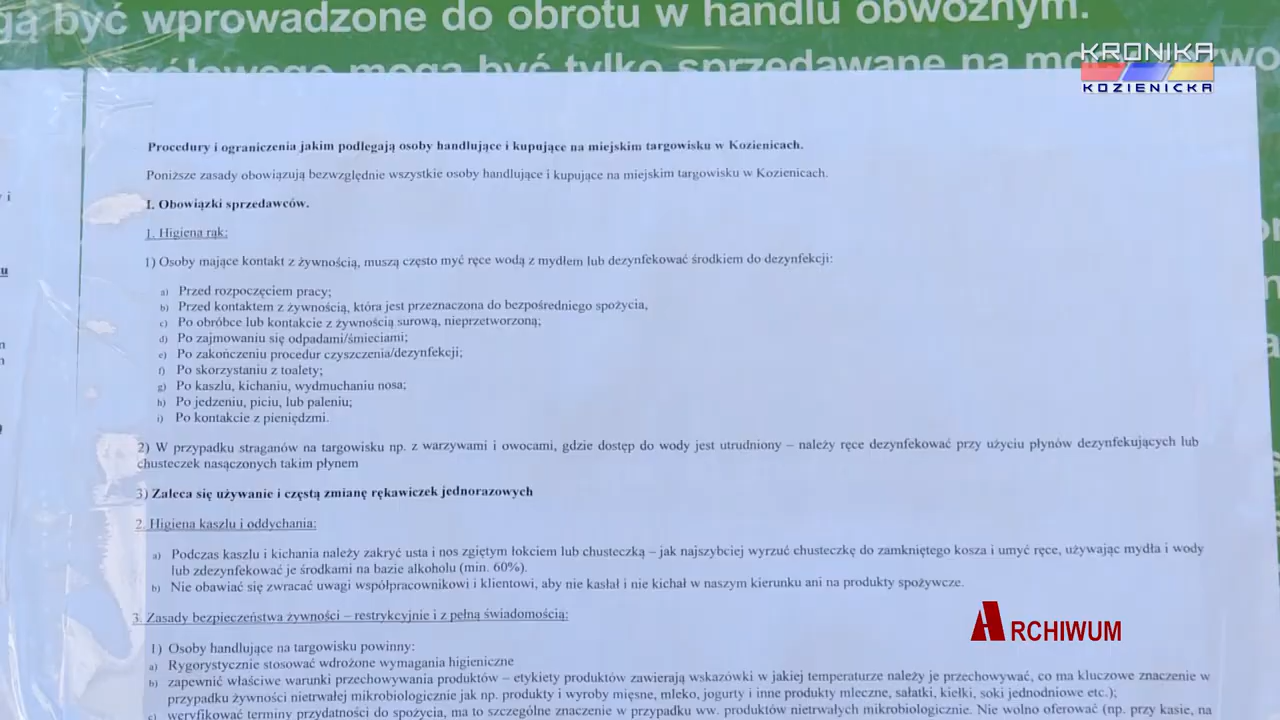 być wprowadzone do obrotu w handlu obwoźnym.
mogą być tylko sprzedawane na
KRONIKA
KOZIENICKA
Procedury i ograniczenia jakim podlegają osoby handlujące i kupujące na miejskim targowisku w Kozienicach.
Poniższe zasady obowiązują bezwzględnie wszystkie osoby handlujące i kupujące na miejskim targowisku w Kozienicach.
I. Obowiązki sprzedawców.
1. Higiena rąk:
1) Osoby mające kontakt z żywnością, muszą często myć ręce wodą z mydłem lub dezynfekować środkiem do dezynfekcji:
a) Przed rozpoczęciem pracy;
b) Przed kontaktem z żywnością, która jest przeznaczona do bezpośredniego spożycia,
c) Po obróbce lub kontakcie z żywnością surową, nieprzetworzoną;
d) Po zajmowaniu się odpadami/śmieciami;
e) Po zakończeniu procedur czyszczenia/dezynfekcji;
f) Po skorzystaniu z toalety;
g) Po kaszlu, kichaniu, wydmuchaniu nosa;
h) Po jedzeniu, piciu, lub paleniu;
i) Po kontakcie z pieniędzmi.
2) W przypadku straganów na targowisku np. z warzywami i owocami, gdzie dostęp do wody jest utrudniony – należy ręce dezynfekować przy użyciu płynów dezynfekujących lub
chusteczek nasączonych takim płynem
3) Zaleca się używanie i częstą zmianę rękawiczek jednorazowych
2. Higiena kaszlu i oddychania:
a) Podczas kaszlu i kichania należy zakryć usta i nos zgiętym łokciem lub chusteczką – jak najszybciej wyrzuć chusteczkę do zamkniętego kosza i umyć ręce, używając mydła i wody
lub zdezynfekować je środkami na bazie alkoholu (min. 60%).
b) Nie obawiać się zwracać uwagi współpracownikowi i klientowi, aby nie kasłał i nie kichał w naszym kierunku ani na produkty spożywcze.
3. Zasady bezpieczeństwa żywności – restrykcyjnie i z pełną świadomością:
1) Osoby handlujące na targowisku powinny:
a) Rygorystycznie stosować wdrożone wymagania higieniczne
b) zapewnić właściwe warunki przechowywania produktów – etykiety produktów zawierają wskazówki w jakiej temperaturze należy je przechowywać, co ma kluczowe znaczenie w
przypadku żywności nietrwałej mikrobiologicznie jak np. produkty i wyroby mięsne, mleko, jogurty i inne produkty mleczne, sałatki, kiełki, soki jednodniowe etc.);
c) weryfikować terminy przydatności do spożycia, ma to szczególne znaczenie w przypadku ww. produktów nietrwałych mikrobiologicznie. Nie wolno oferować (np. przy kasie, na
ARCHIWUM